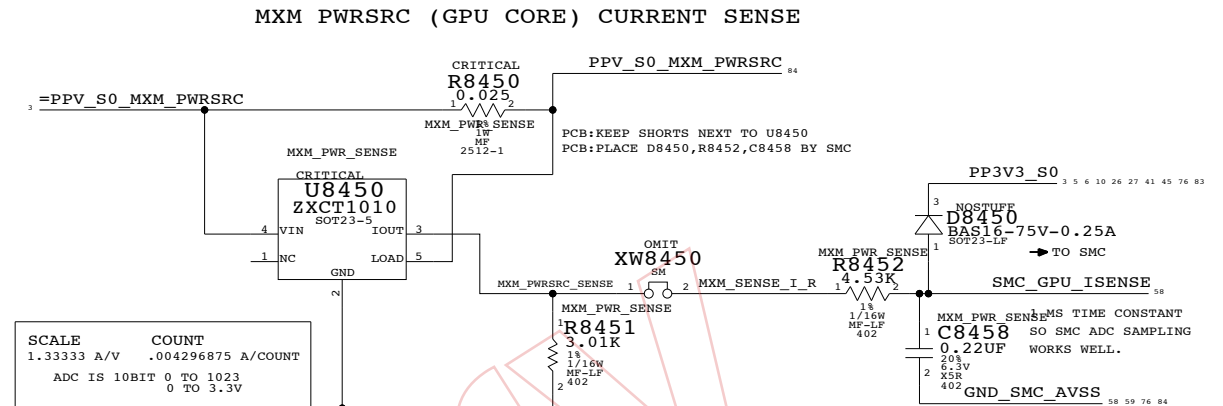 MXM PWRSRC (GPU CORE) CURRENT SENSE
CRITICAL
R8450
0.025
1 2
MXM_PWR_SENSE
1%
1W
MF
2512-1
PPV_S0_MXM_PWRSRC 84
3 =PPV_S0_MXM_PWRSRC
PCB:KEEP SHORTS NEXT TO U8450
PCB:PLACE D8450,R8452,C8458 BY SMC
MXM_PWR_SENSE
CRITICAL
U8450
ZXCT1010
SOT23-5
4 VIN IOUT 3
1 NC LOAD 5
GND
2
PP3V3_S0 3 5 6 10 26 27 41 45 76 83
3 NOSTUFF
D8450
BAS16-75V-0.25A
1 SOT23-LF
TO SMC
OMIT
XW8450
SM
MXM_PWRSRC_SENSE 1 2 MXM_SENSE_I_R
MXM_PWR_SENSE
R8452
4.53K
1 2
1%
1/16W
MF-LF
402
SMC_GPU_ISENSE
58
MXM_PWR_SENSE
1 R8451
3.01K
1%
1/16W
MF-LF
2 402
MXM_PWR_SENSE
1 C8458
0.22UF
20%
6.3V
2 X5R
402
1 MS TIME CONSTANT
SO SMC ADC SAMPLING
WORKS WELL.
GND_SMC_AVSS 58 59 76 84
SCALE COUNT
1.33333 A/V .004296875 A/COUNT
ADC IS 10BIT 0 TO 1023
0 TO 3.3V